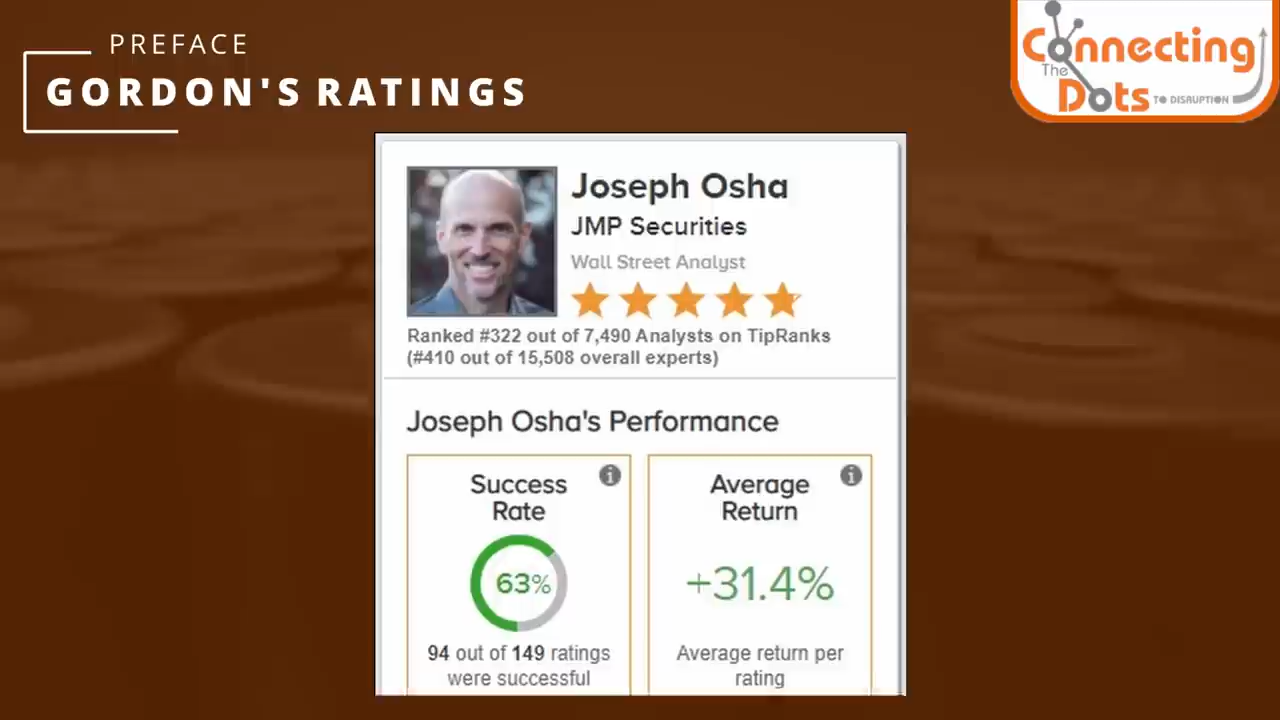 PREFACE
GORDON'S RATINGS
Connecting
The
Dots TO DISRUPTION
Joseph Osha
JMP Securities
Wall Street Analyst
Ranked #322 out of 7,490 Analysts on TipRanks
(#410 out of 15,508 overall experts)
Joseph Osha's Performance
Success
Rate
63%
94 out of 149 ratings
were successful
Average
Return
+31.4%
Average return per
rating